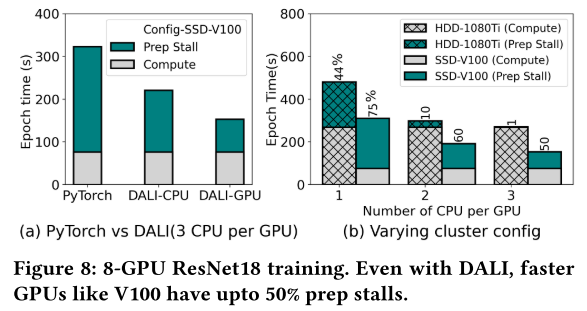 Config-SSD-V100
Prep Stall
Compute
Epoch time (s)
400
300
200
100
0
PyTorch DALI-CPU DALI-GPU
(a) PyTorch vs DALI(3 CPU per GPU)
HDD-1080Ti (Compute)
HDD-1080Ti (Prep Stall)
SSD-V100 (Compute)
SSD-V100 (Prep Stall)
Epoch Time(s)
800
600
400
200
0
44%
75%
10
60
1
50
1 2 3
Number of CPU per GPU
(b) Varying cluster config
Figure 8: 8-GPU ResNet18 training. Even with DALI, faster
GPUs like V100 have upto 50% prep stalls.